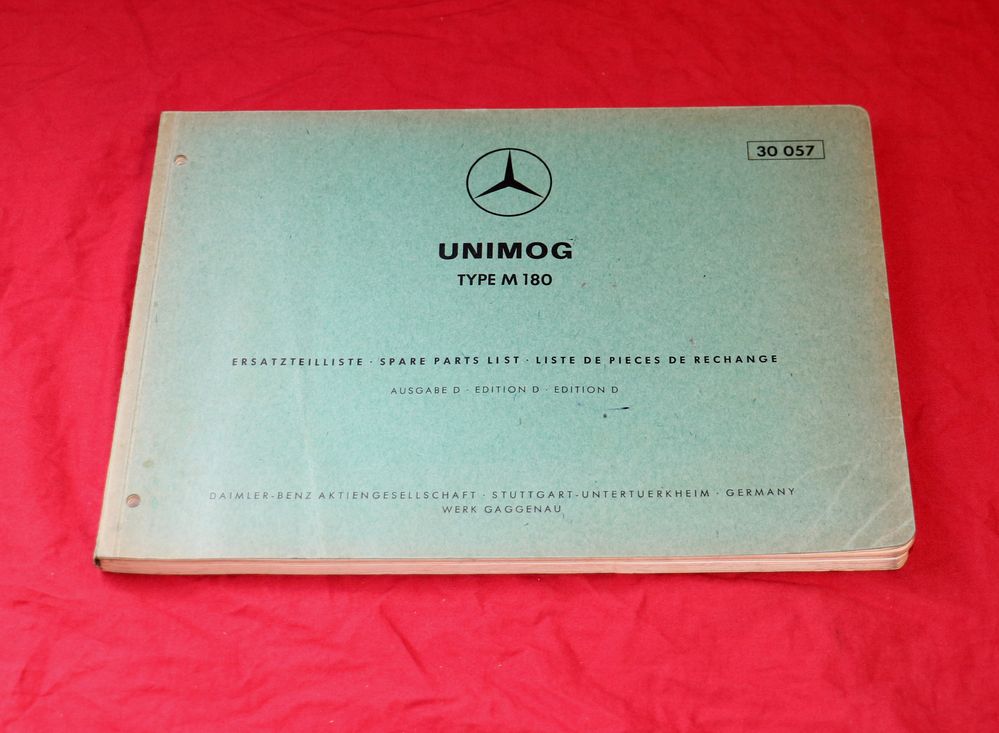 30 057
UNIMOG
TYPE M 180
ERSATZTEILLISTE · SPARE PARTS LIST · LISTE DE PIECES DE RECHANGE
AUSGABE D · EDITION D · EDITION D
DAIMLER-BENZ AKTIENGESELLSCHAFT · STUTTGART-UNTERTUERKHEIM · GERMANY
WERK GAGGENAU